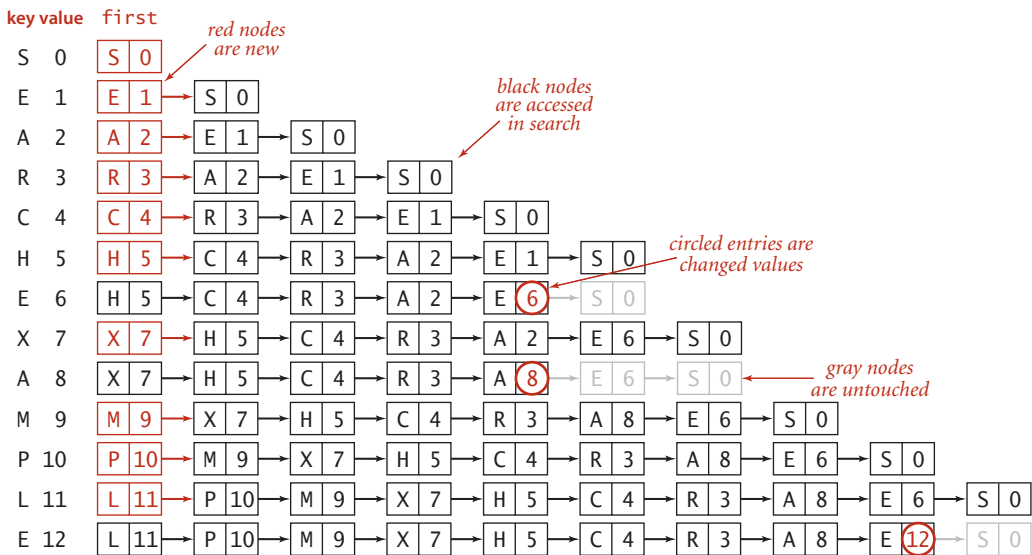 key value first
red nodes
are new
S 0 S 0
E 1 E 1 S 0
black nodes
are accessed
in search
A 2 A 2 E 1 S 0
R 3 R 3 A 2 E 1 S 0
C 4 C 4 R 3 A 2 E 1 S 0
circled entries are
changed values
H 5 H 5 C 4 R 3 A 2 E 1 S 0
E 6 H 5 C 4 R 3 A 2 E 6 S 0
X 7 X 7 H 5 C 4 R 3 A 2 E 6 S 0
A 8 X 7 H 5 C 4 R 3 A 8 E 6 S 0
gray nodes
are untouched
M 9 M 9 X 7 H 5 C 4 R 3 A 8 E 6 S 0
P 10 P 10 M 9 X 7 H 5 C 4 R 3 A 8 E 6 S 0
L 11 L 11 P 10 M 9 X 7 H 5 C 4 R 3 A 8 E 6 S 0
E 12 L 11 P 10 M 9 X 7 H 5 C 4 R 3 A 8 E 12 S 0